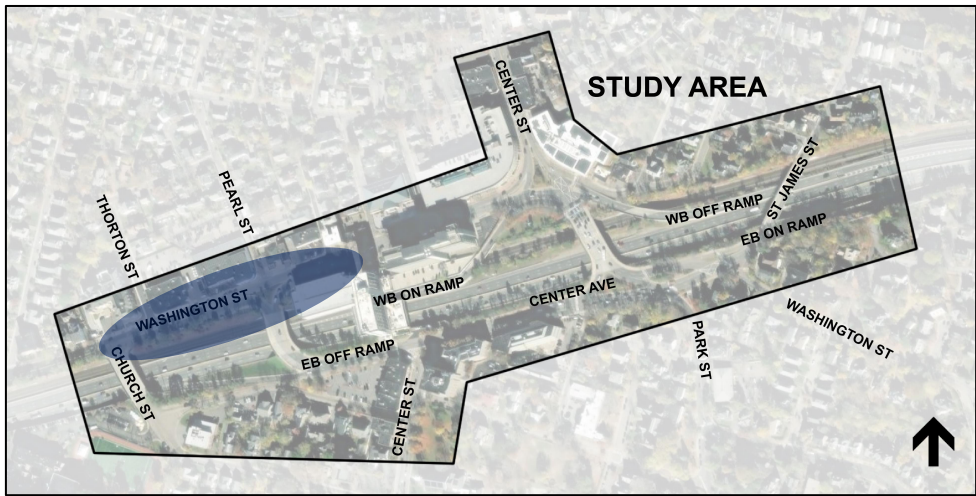 STUDY AREA
CENTER ST
ST JAMES ST
WB OFF RAMP
EB ON RAMP
PEARL ST
THORTON ST
WASHINGTON ST
WB ON RAMP
CENTER AVE
EB OFF RAMP
CHURCH ST
CENTER ST
PARK ST
WASHINGTON ST